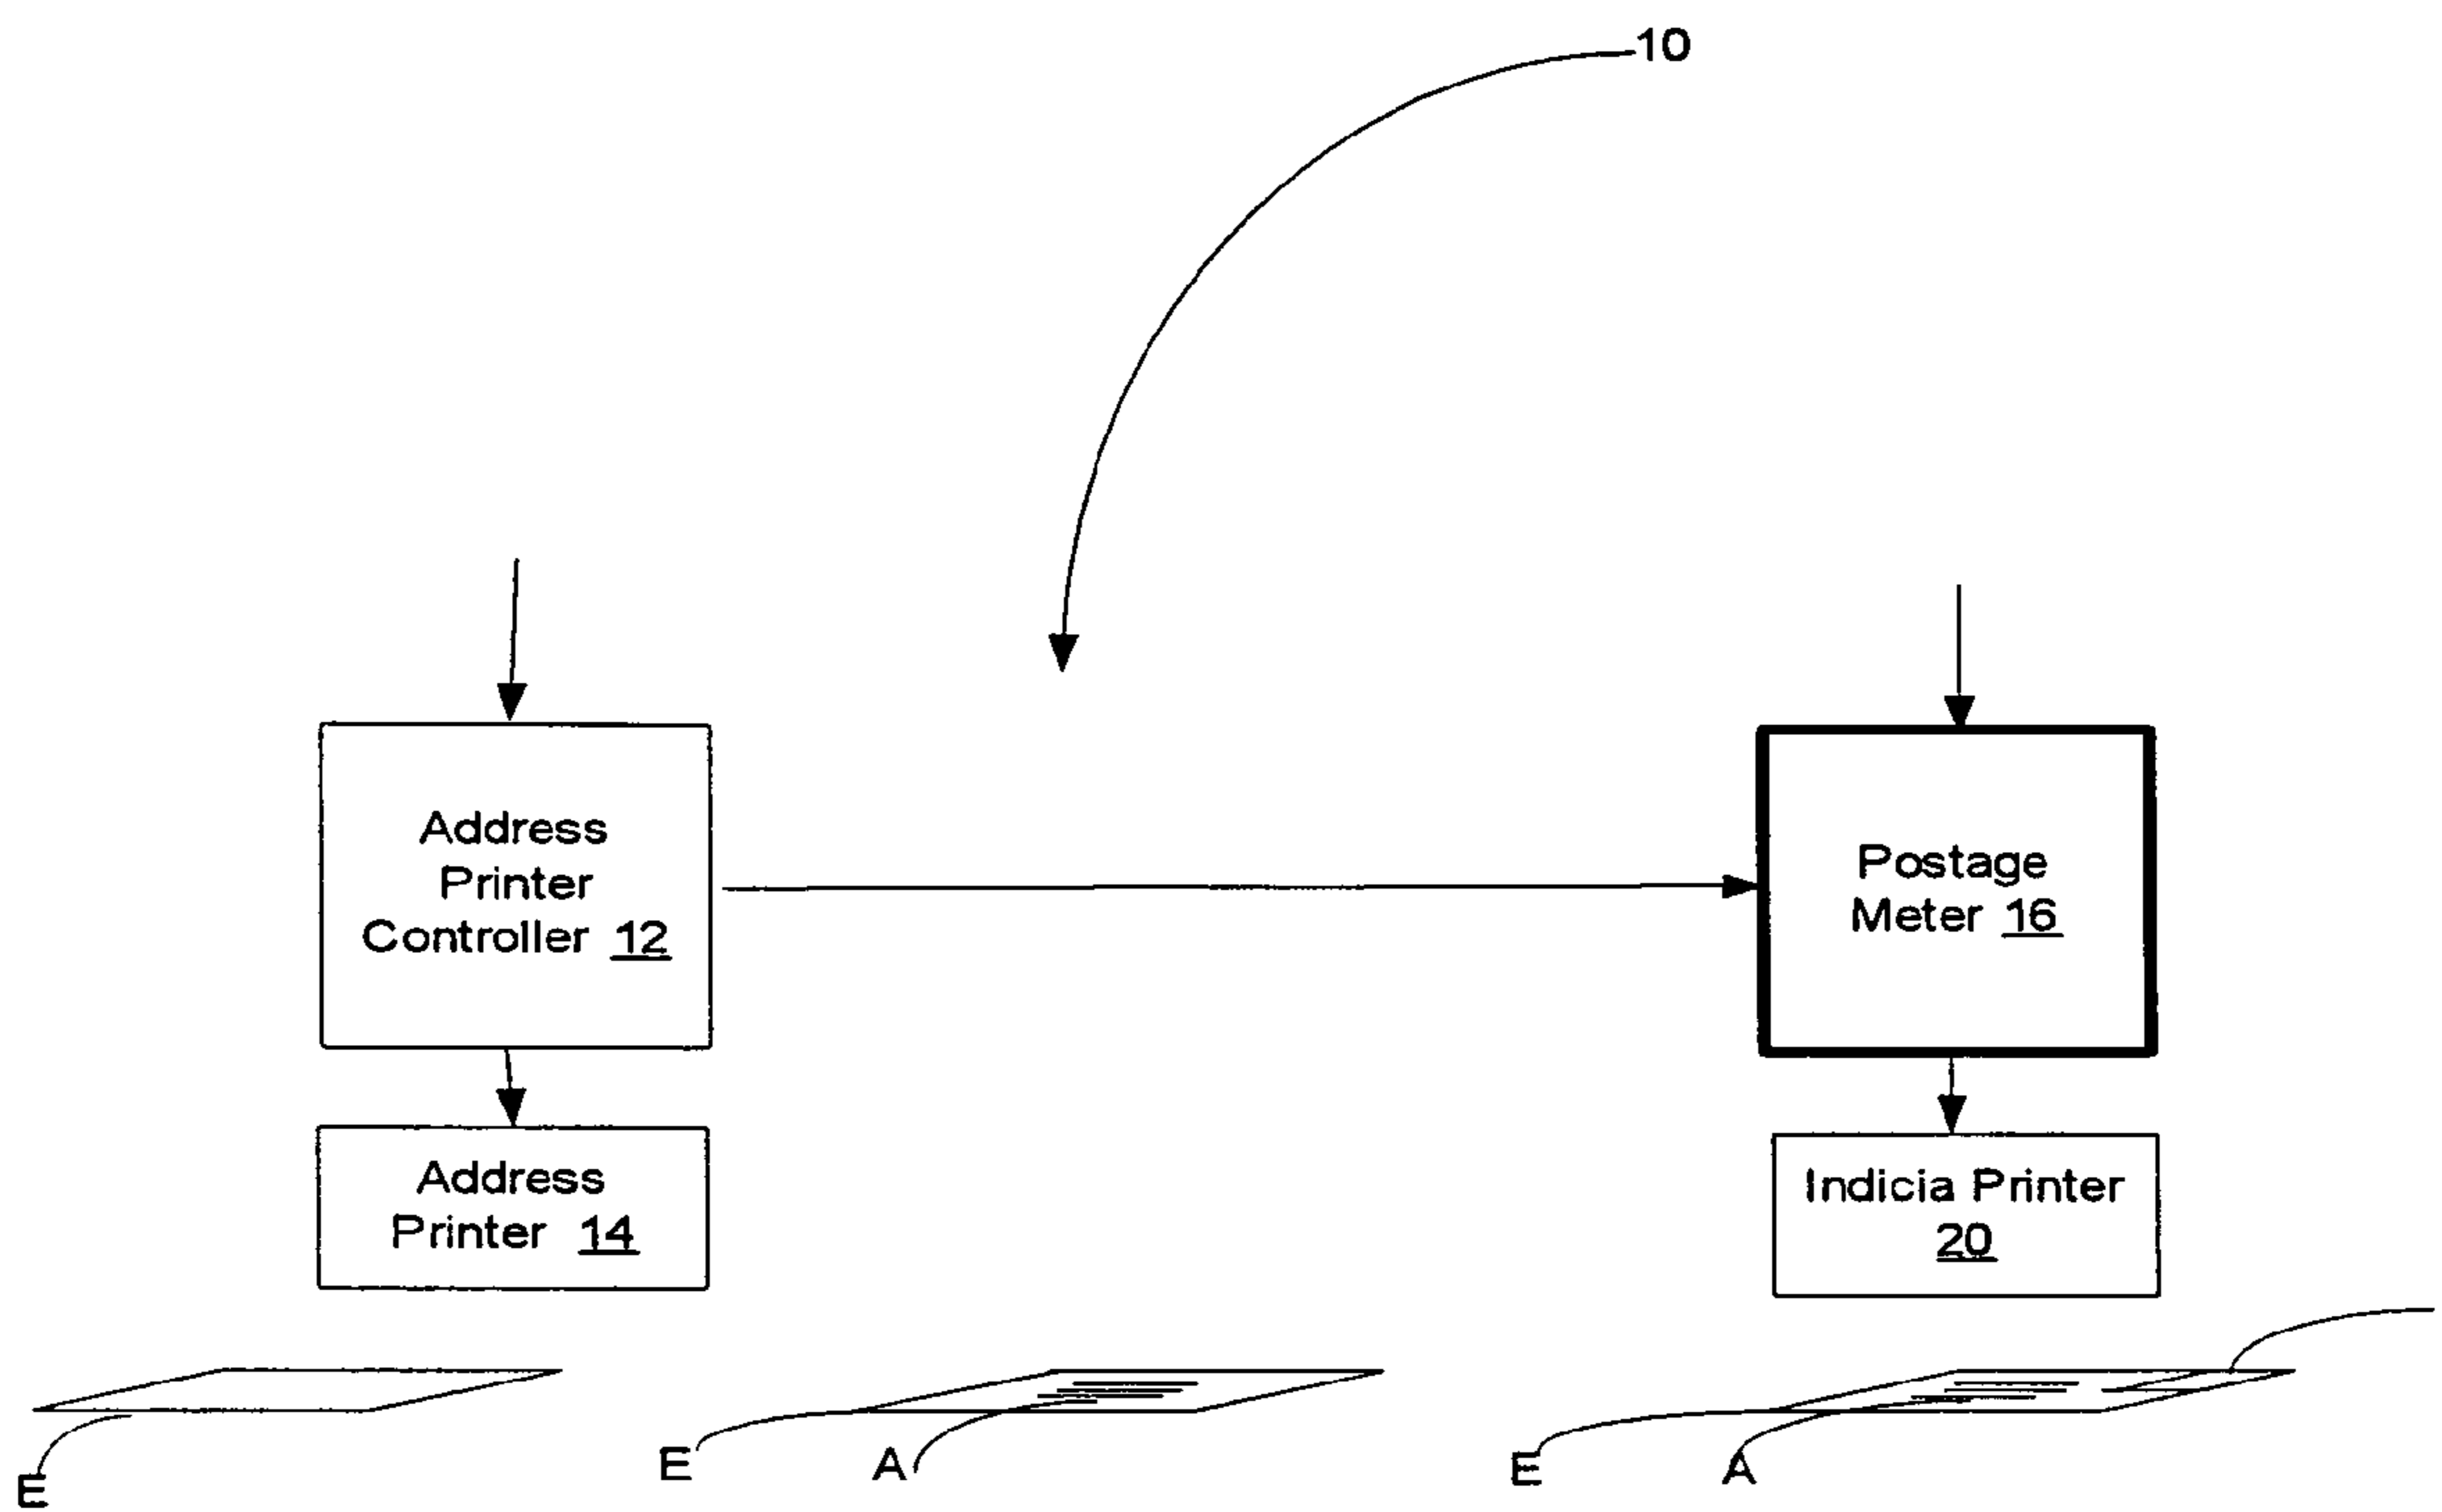 10
Address
Printer
Controller 12
Postage
Meter 16
Address
Printer 14
Indicia Printer
20
E
E
A
E
A